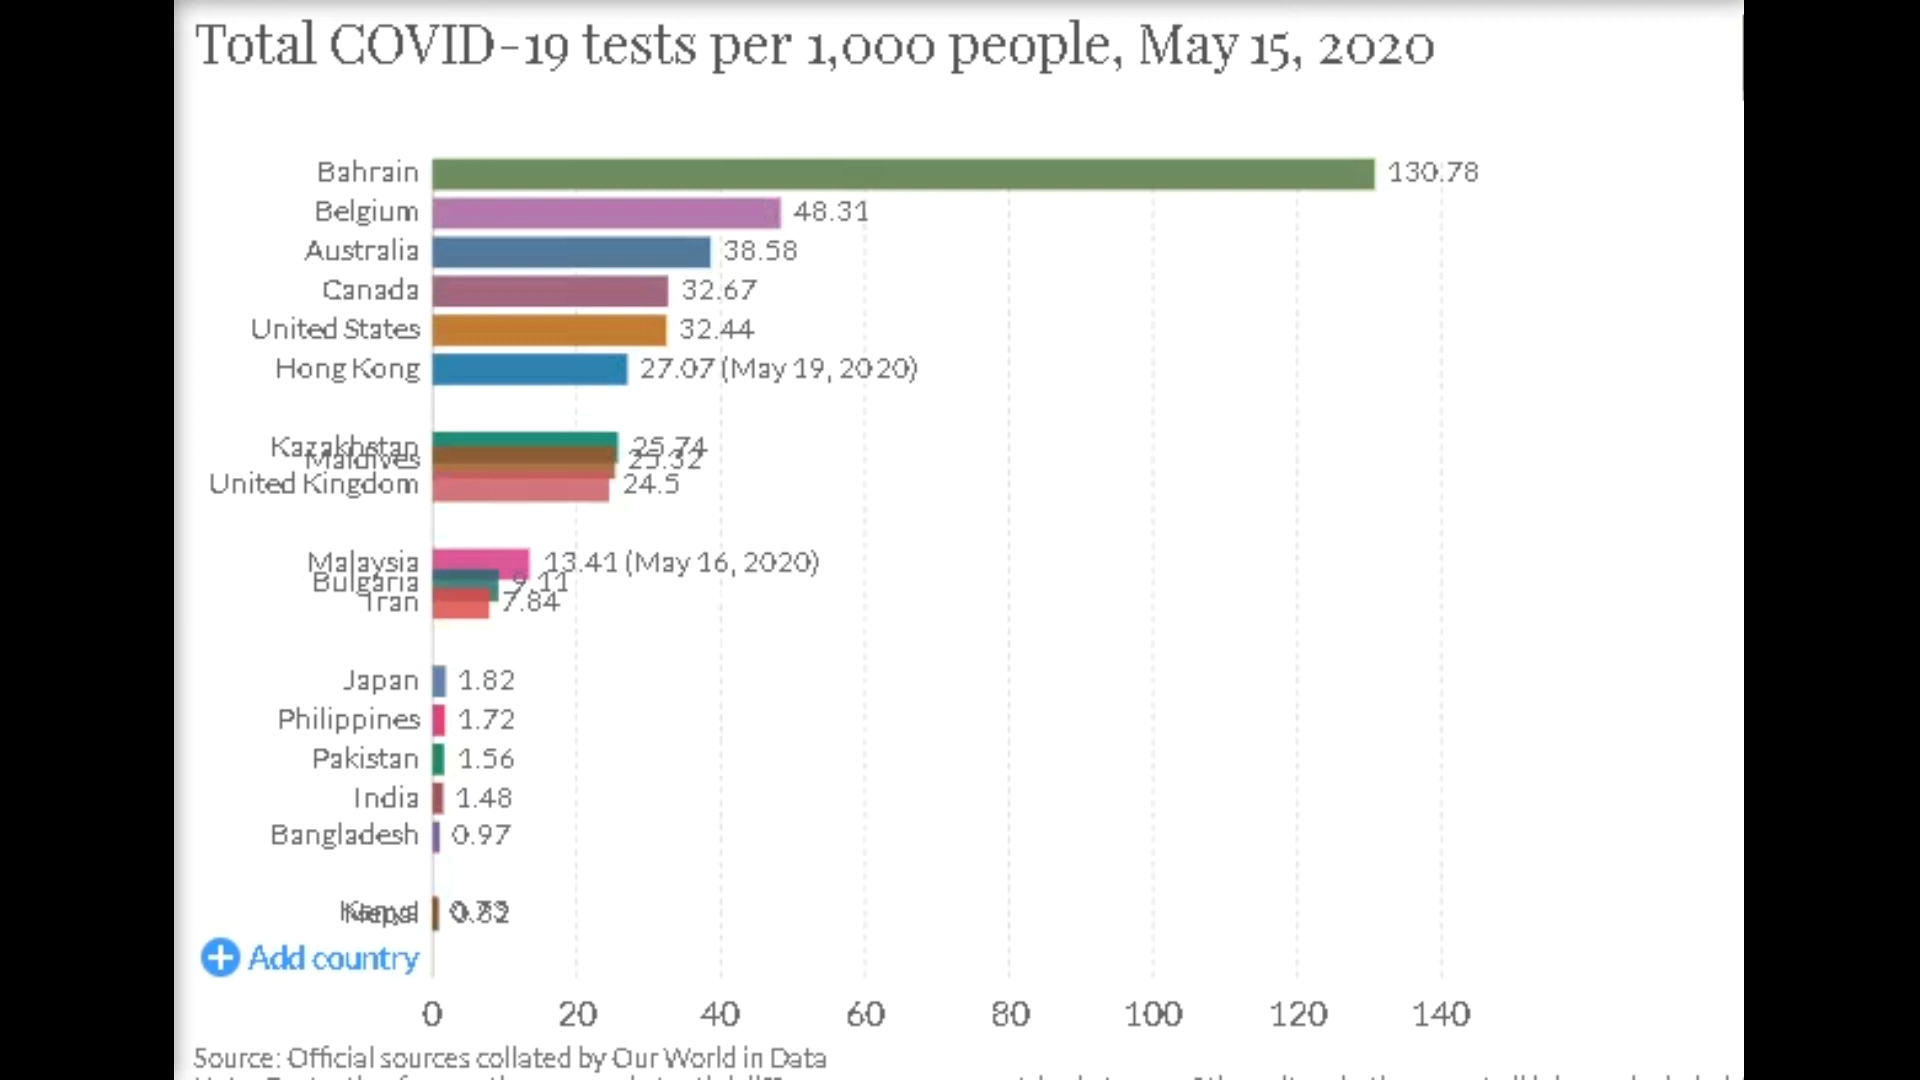 Total COVID-19 tests per 1,000 people, May 15, 2020
Bahrain 130.78
Belgium 48.31
Australia 38.58
Canada 32.67
United States 32.44
Hong Kong 27.07 (May 19, 2020)
Kazakhstan 25.74
Maldives 25.32
United Kingdom 24.5
Malaysia 13.41 (May 16, 2020)
Bulgaria 9.11
Iran 7.84
Japan 1.82
Philippines 1.72
Pakistan 1.56
India 1.48
Bangladesh 0.97
Add country
0 20 40 60 80 100 120 140
Source: Official sources collated by Our World in Data